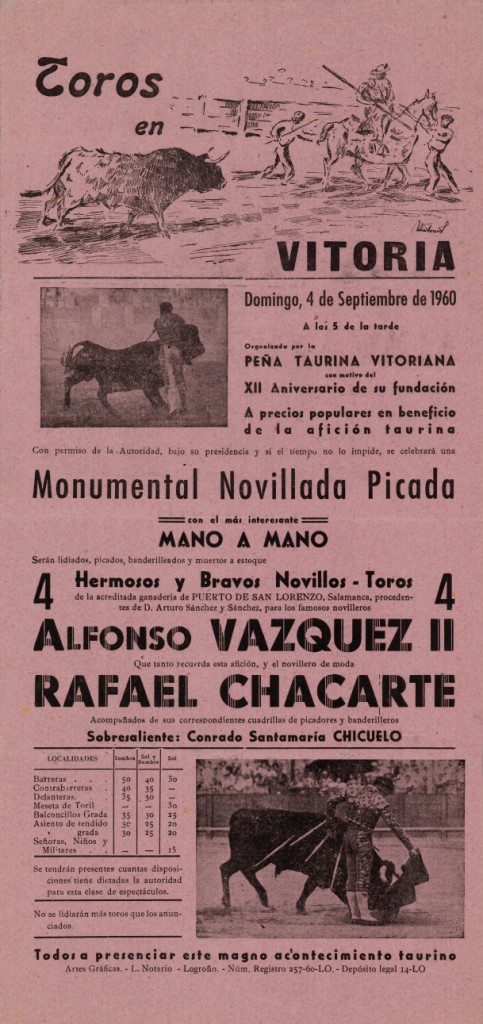 Toros
en
VITORIA
Domingo, 4 de Septiembre de 1960
A las 5 de la tarde
Organizada por la
PEÑA TAURINA VITORIANA
con motivo del
XII Aniversario de su fundación
A precios populares en beneficio
de la afición taurina
Con permiso de la Autoridad, bajo su presidencia y si el tiempo no lo impide, se celebrará una
Monumental Novillada Picada
con el más interesante
MANO A MANO
Serán lidiados, picados, banderilleados y muertos a estoque
4 Hermosos y Bravos Novillos - Toros 4
de la acreditada ganadería de PUERTO DE SAN LORENZO, Salamanca, proceden-
tes de D. Arturo Sánchez y Sánchez, para los famosos novilleros
ALFONSO VAZQUEZ II
Que tanto recuerda esta afición, y el novillero de moda
RAFAEL CHACARTE
Acompañados de sus correspondientes cuadrillas de picadores y banderilleros
Sobresaliente: Conrado Santamaría CHICUELO
LOCALIDADES Sombra Sol y Sombra Sol
Barreras . . 50 40 30
Contrabarreras . 40 35 —
Delanteras. . 35 30 —
Meseta de Toril — — 30
Balconcillos Grada 35 30 25
Asiento de tendido 30 25 20
» grada 30 25 20
Señoras, Niños y
Militares . . — — 15
Se tendrán presentes cuantas disposi-
ciones tiene dictadas la autoridad
para esta clase de espectáculos.
No se lidiarán más toros que los anun-
ciados.
Todos a presenciar este magno acontecimiento taurino
Artes Gráficas. - L. Notario - Logroño. - Núm. Registro 257-60-LO. - Depósito legal 14-LO